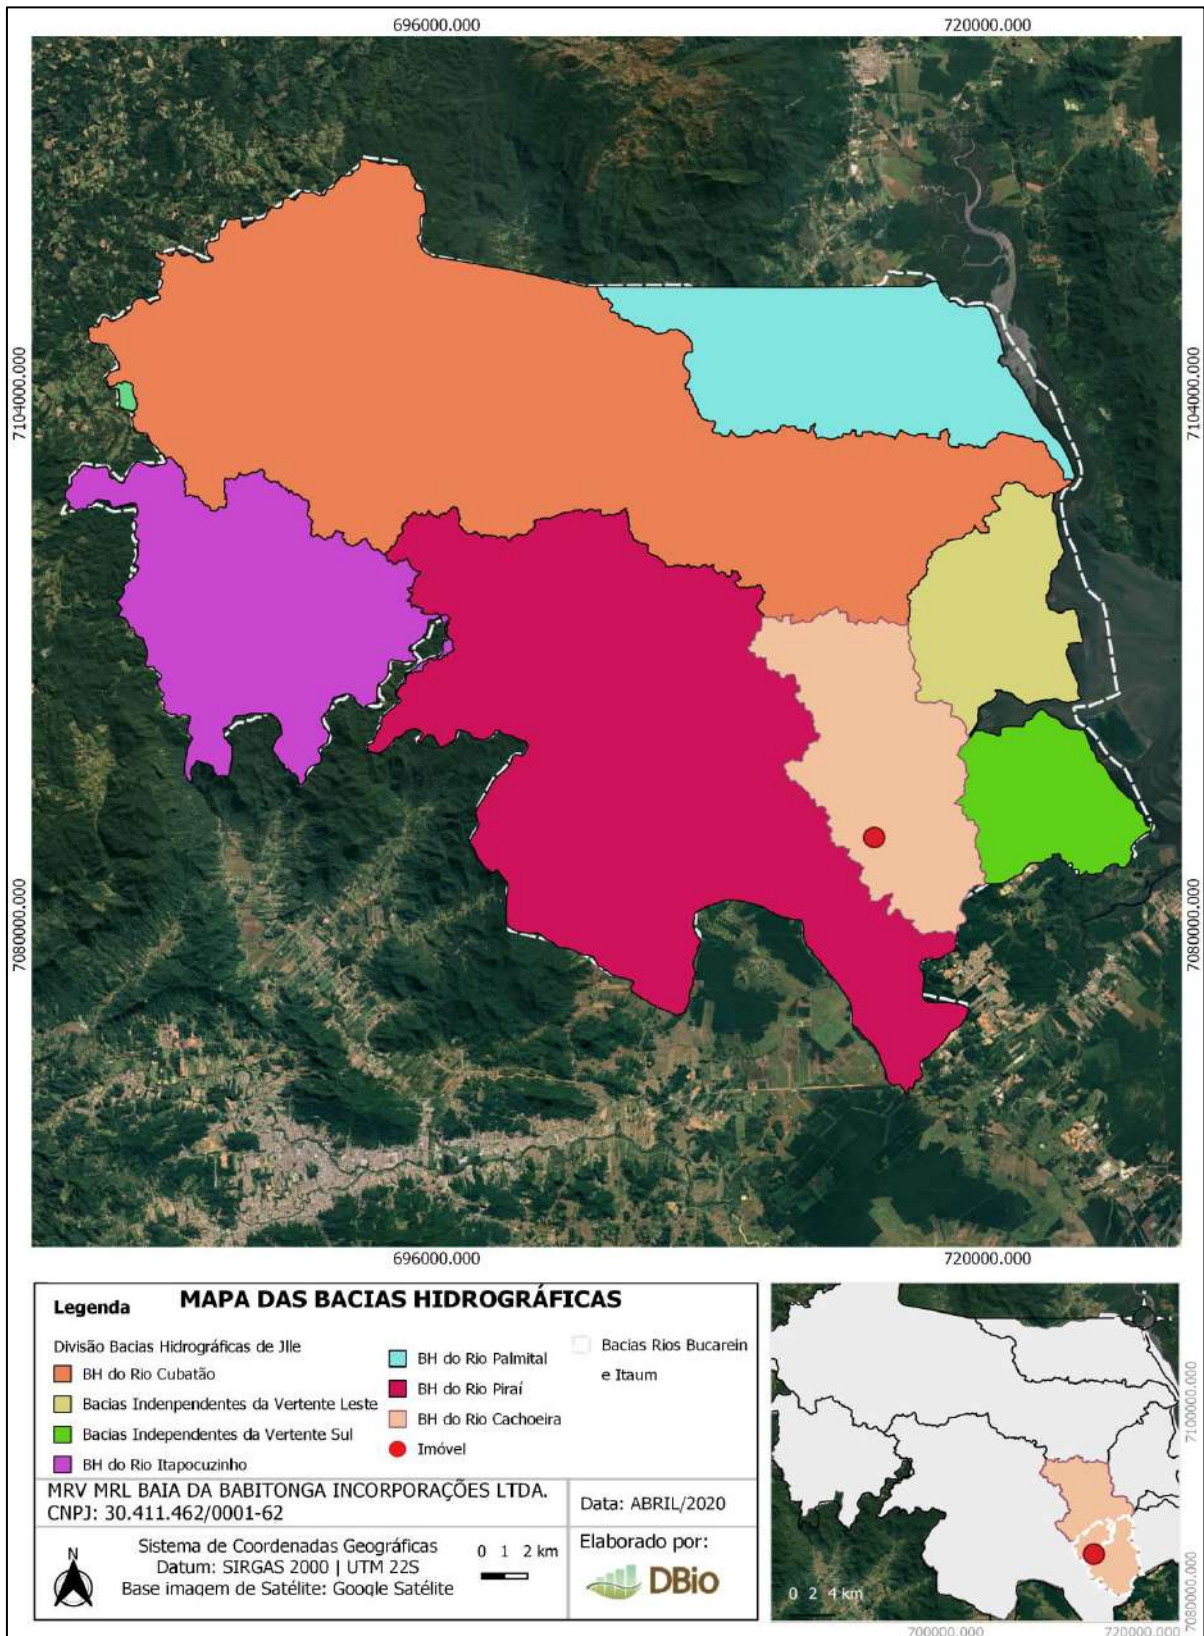 696000.000
720000.000
7104000.000
7104000.000
7080000.000
7080000.000
696000.000
720000.000
Legenda
MAPA DAS BACIAS HIDROGRÁFICAS
Divisão Bacias Hidrográficas de Jlle
BH do Rio Cubatão
Bacias Indenpendentes da Vertente Leste
Bacias Independentes da Vertente Sul
BH do Rio Itapocuzinho
BH do Rio Palmital
BH do Rio Piraí
BH do Rio Cachoeira
Imóvel
Bacias Rios Bucarein
e Itaum
MRV MRL BAIA DA BABITONGA INCORPORAÇÕES LTDA.
CNPJ: 30.411.462/0001-62
Data: ABRIL/2020
N
Sistema de Coordenadas Geográficas
Datum: SIRGAS 2000 | UTM 22S
Base imagem de Satélite: Google Satélite
0 1 2 km
Elaborado por:
DBio
7100000.000
7080000.000
0 2 4 km
700000.000
720000.000